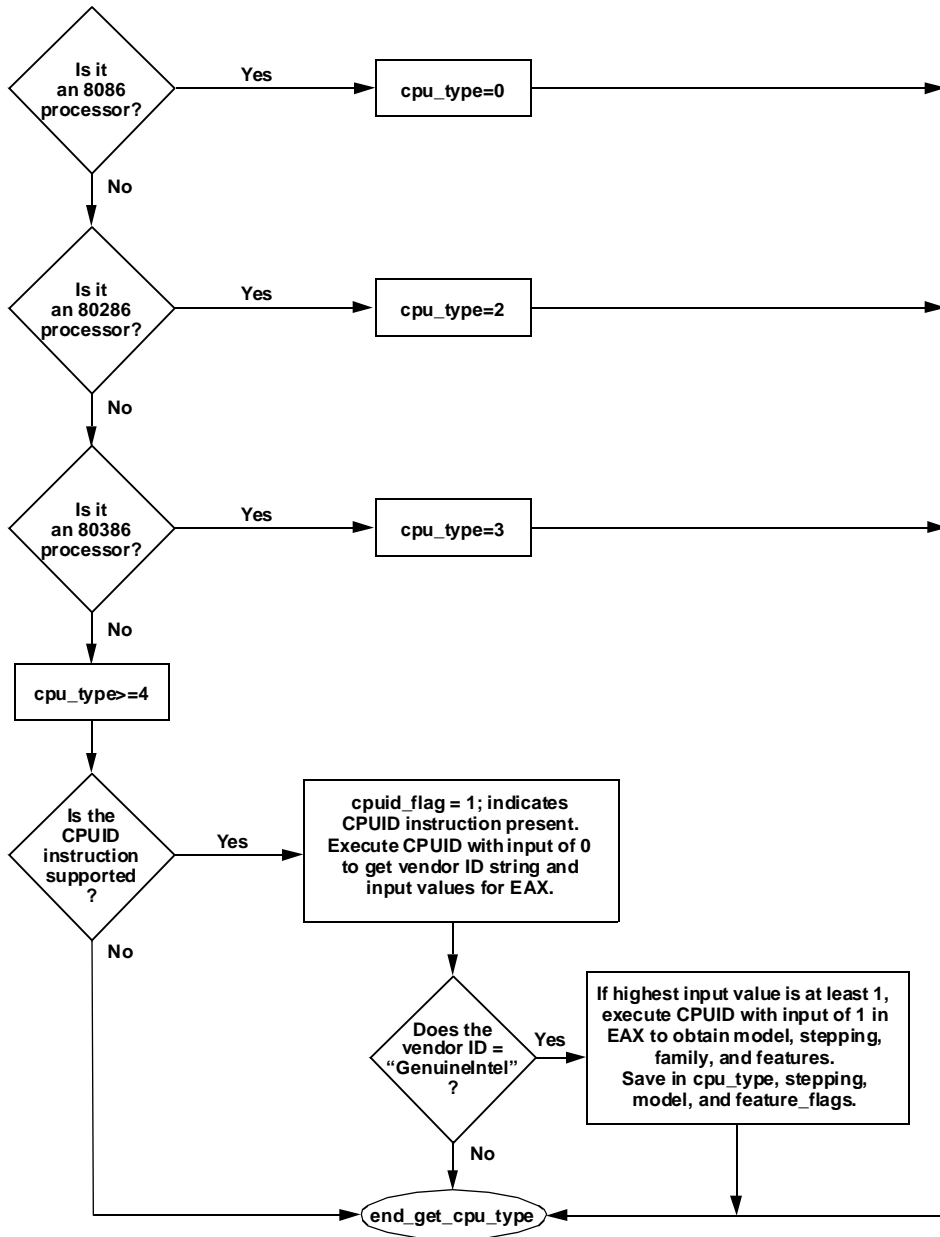 Is it
an 8086
processor?
Yes
cpu_type=0
No
Is it
an 80286
processor?
Yes
cpu_type=2
No
Is it
an 80386
processor?
Yes
cpu_type=3
No
cpu_type>=4
Is the
CPUID
instruction
supported
?
Yes
cpuid_flag = 1; indicates
CPUID instruction present.
Execute CPUID with input of 0
to get vendor ID string and
input values for EAX.
No
Does the
vendor ID =
“GenuineIntel”
?
Yes
If highest input value is at least 1,
execute CPUID with input of 1 in
EAX to obtain model, stepping,
family, and features.
Save in cpu_type, stepping,
model, and feature_flags.
No
end_get_cpu_type